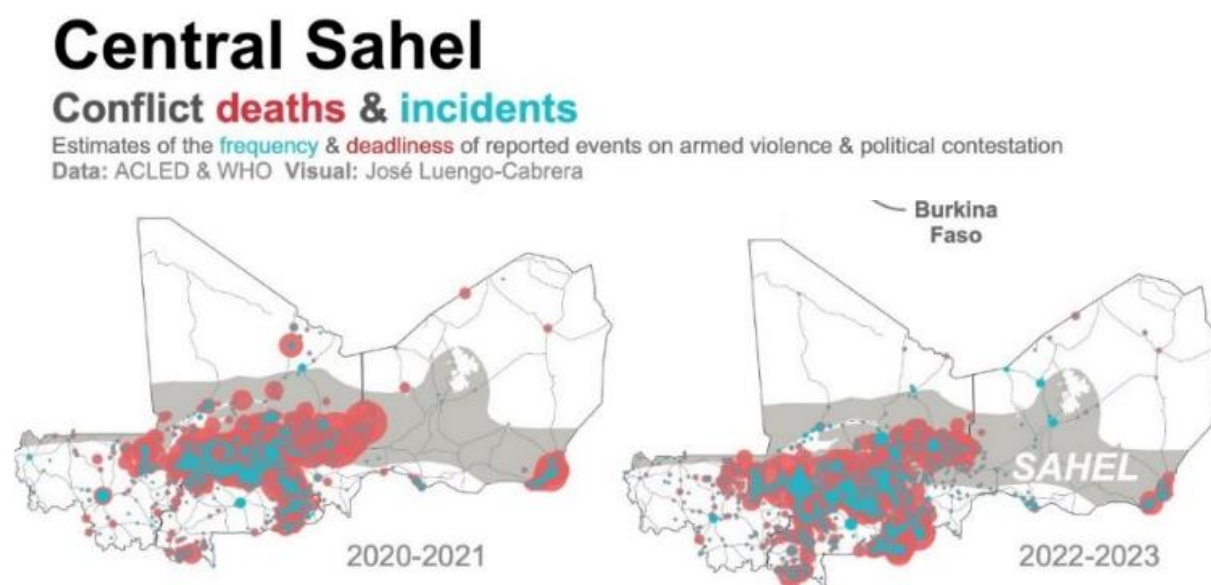 Central Sahel
Conflict deaths & incidents
Estimates of the frequency & deadliness of reported events on armed violence & political contestation
Data: ACLED & WHO Visual: José Luengo-Cabrera
Burkina
Faso
SAHEL
2020-2021
2022-2023